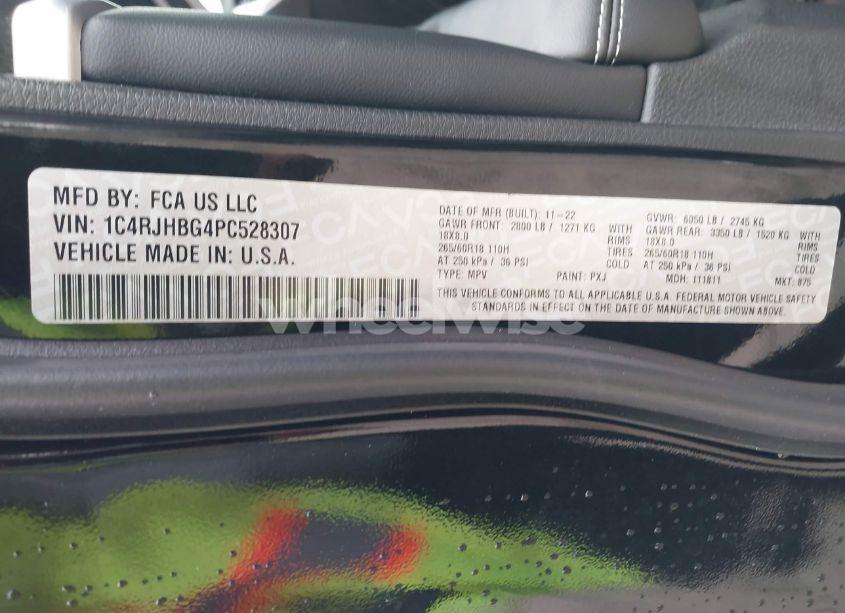 MFD BY: FCA US LLC
VIN: 1C4RJHBG4PC528307
VEHICLE MADE IN: U.S.A.
DATE OF MFR (BUILT): 11-22 GVWR: 6050 LB / 2745 KG
GAWR FRONT: 2800 LB / 1271 KG WITH GAWR REAR: 3350 LB / 1520 KG WITH
18X8.0 RIMS 18X8.0 RIMS
265/60R18 110H TIRES 265/60R18 110H TIRES
AT 250 kPa / 36 PSI COLD AT 250 kPa / 36 PSI COLD
TYPE: MPV PAINT: PXJ MDH: 111811 MKT: 875
THIS VEHICLE CONFORMS TO ALL APPLICABLE U.S.A. FEDERAL MOTOR VEHICLE SAFETY
STANDARDS IN EFFECT ON THE DATE OF MANUFACTURE SHOWN ABOVE.
wheelwise